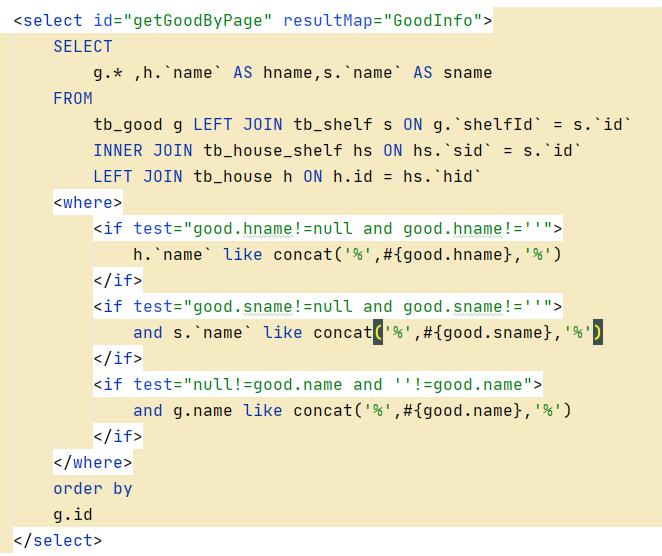 <select id="getGoodByPage" resultMap="GoodInfo">
    SELECT
        g.* ,h.`name` AS hname,s.`name` AS sname
    FROM
        tb_good g LEFT JOIN tb_shelf s ON g.`shelfId` = s.`id`
        INNER JOIN tb_house_shelf hs ON hs.`sid` = s.`id`
        LEFT JOIN tb_house h ON h.id = hs.`hid`
    <where>
        <if test="good.hname!=null and good.hname!=''">
            h.`name` like concat('%',#{good.hname},'%')
        </if>
        <if test="good.sname!=null and good.sname!=''">
            and s.`name` like concat('%',#{good.sname},'%')
        </if>
        <if test="null!=good.name and ''!=good.name">
            and g.name like concat('%',#{good.name},'%')
        </if>
    </where>
    order by
    g.id
</select>